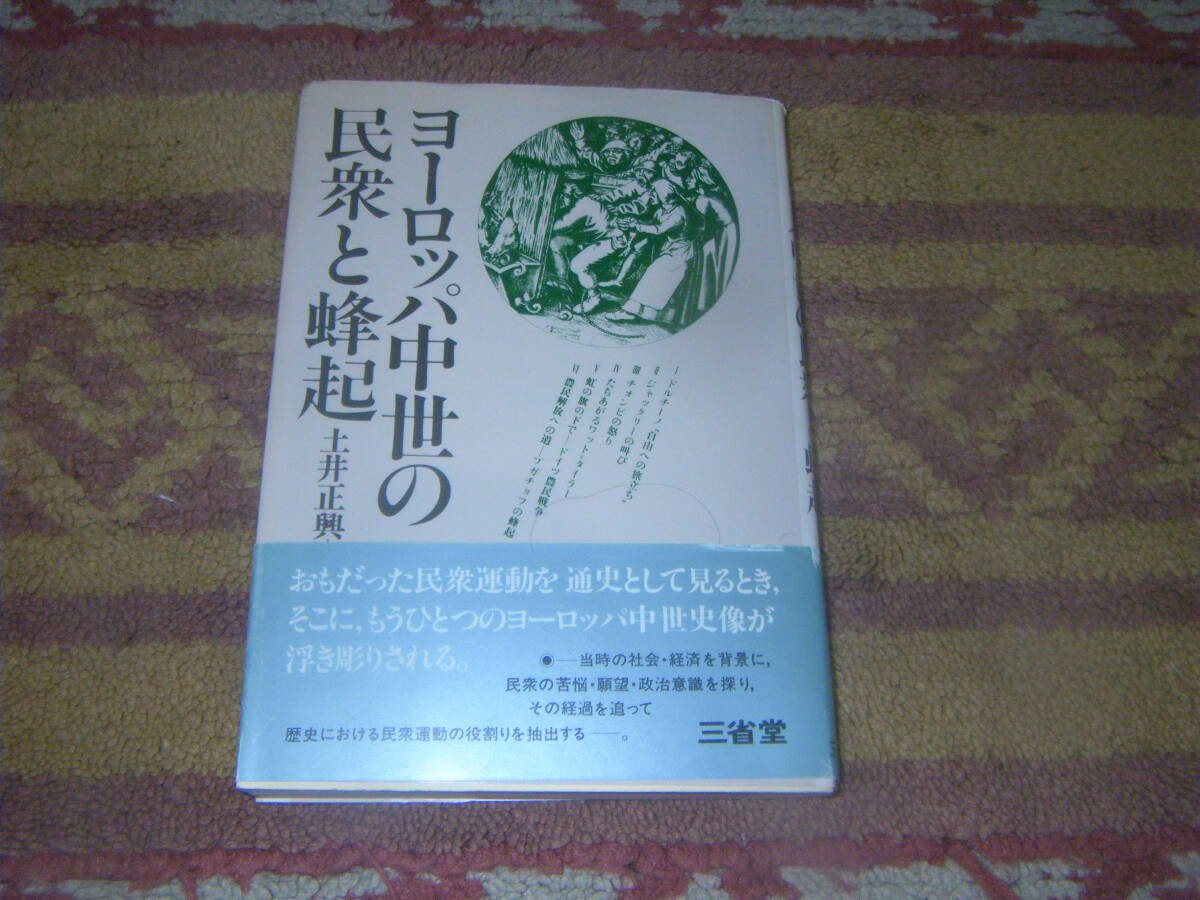 ヨーロッパ中世の
民衆と蜂起
土井正興
I ドルチーノ“自由への旅立ち”
II ジャックリーの叫び
III チオンピの怒り
IV たちあがるワット・タイラー
V 虹の旗の下で―ドイツ農民戦争
VI 農民解放への道―プガチョフの蜂起
おもだった民衆運動を 通史として見るとき,
そこに,もうひとつのヨーロッパ中世史像が
浮き彫りされる。
◉―当時の社会・経済を背景に,
民衆の苦悩・願望・政治意識を探り,
その経過を追って
歴史における民衆運動の役割りを抽出する――。
三省堂